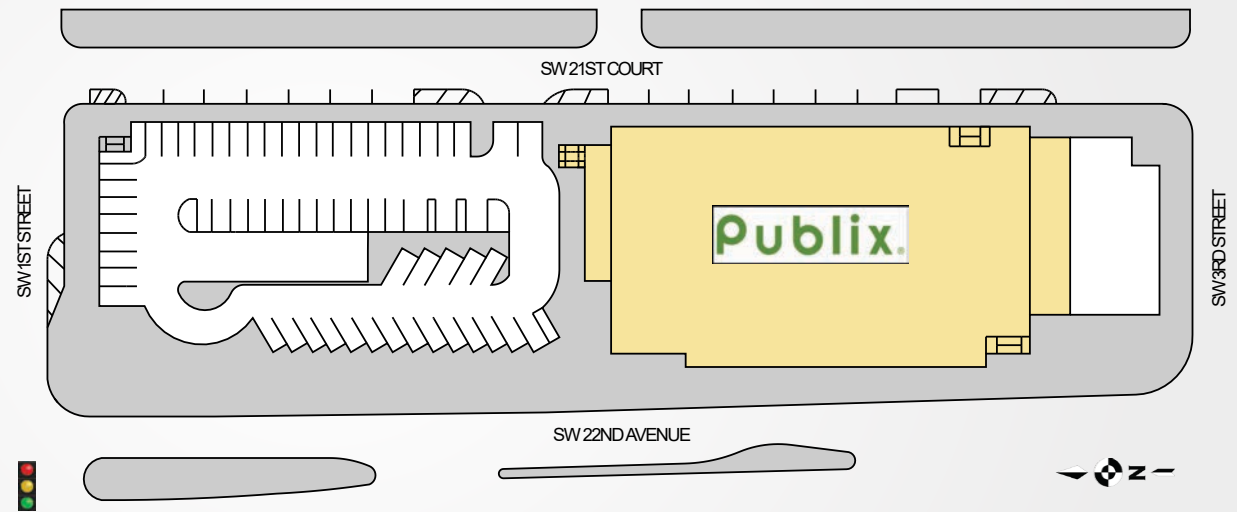 SW 21ST COURT
SW 1ST STREET
Publix.
SW 3RD STREET
SW 22ND AVENUE
N